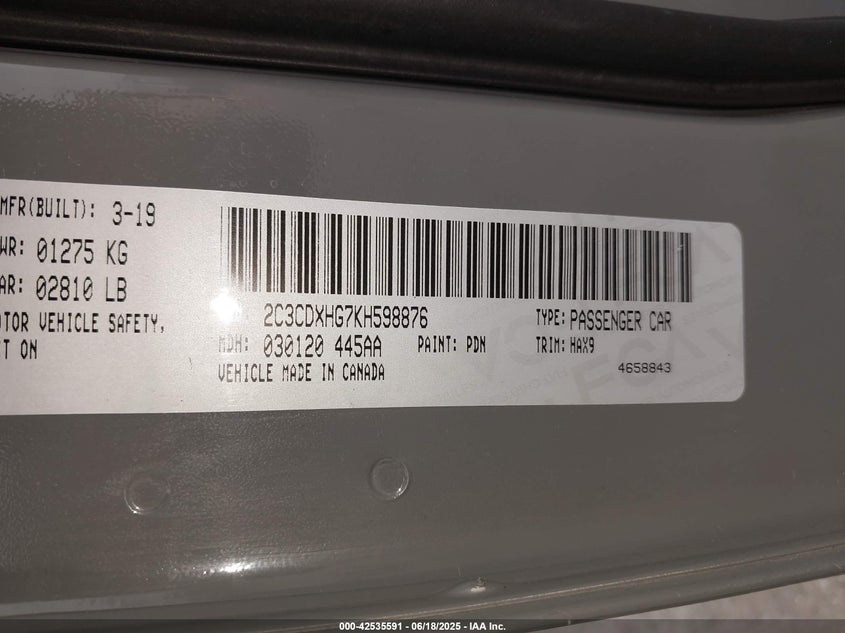 MFR(BUILT): 3-19
WR: 01275 KG
AR: 02810 LB
OTOR VEHICLE SAFETY,
CT ON
2C3CDXHG7KH598876
TYPE: PASSENGER CAR
MDH: 030120 445AA PAINT: PDN TRIM: HAX9
VEHICLE MADE IN CANADA
4658843
000-42535591 - 06/18/2025 - IAA Inc.